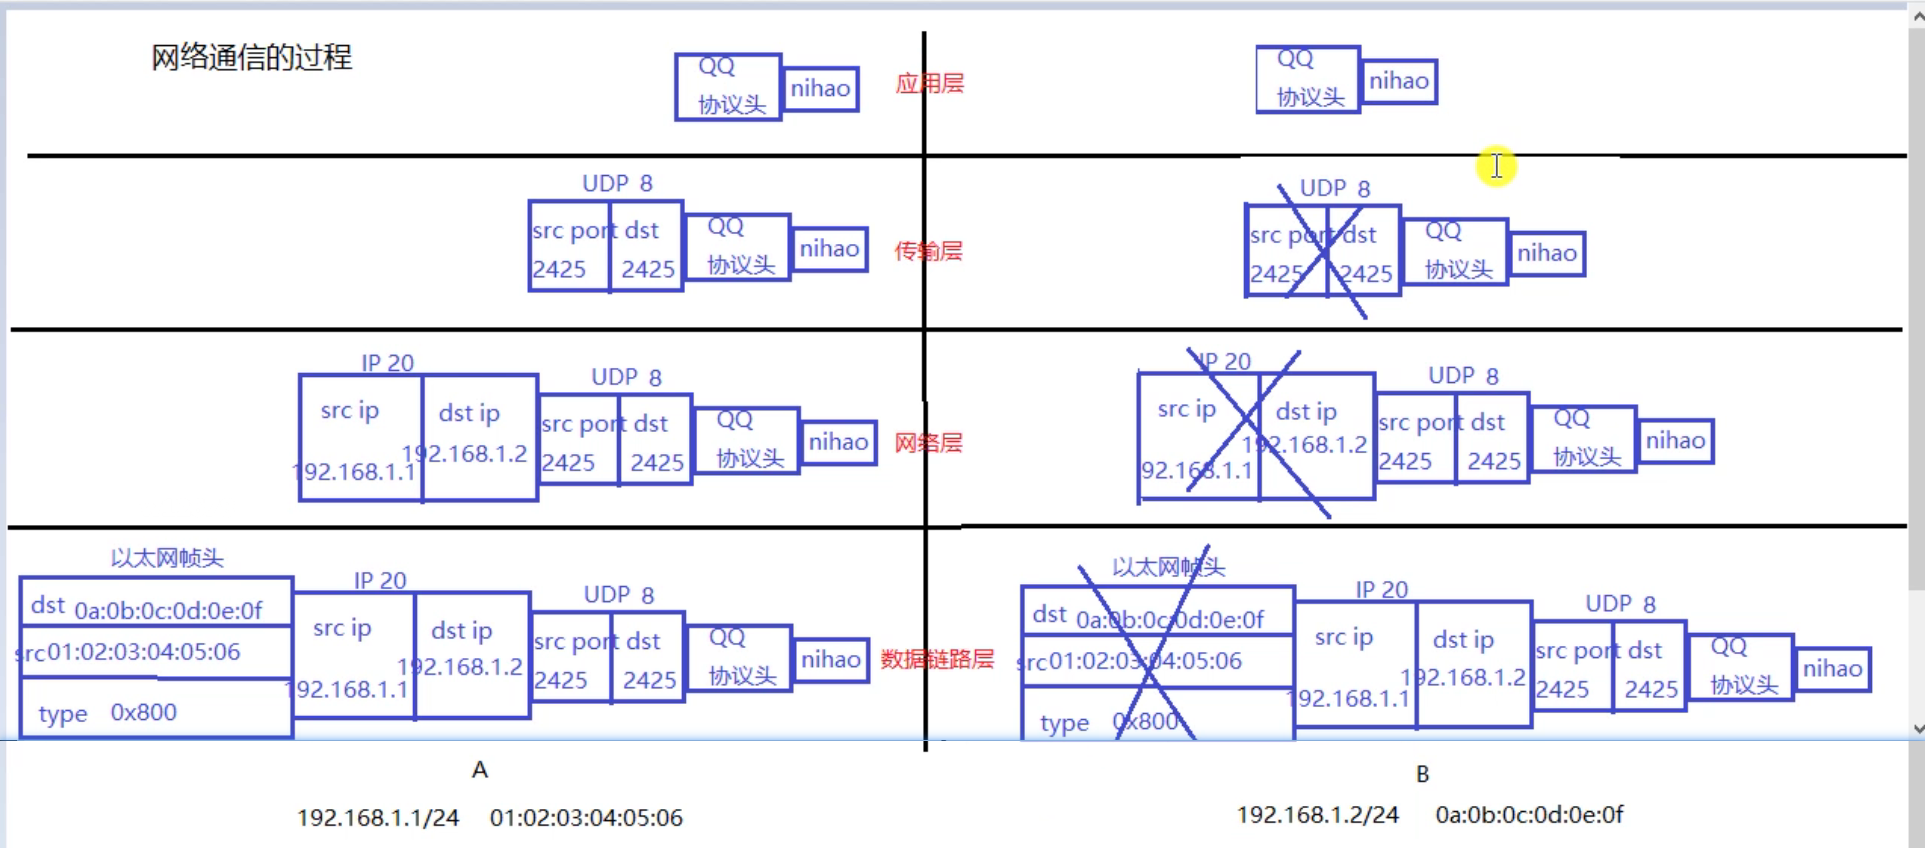 网络通信的过程
QQ
协议头
nihao
应用层
QQ
协议头
nihao
UDP 8
src port dst
2425 2425
QQ
协议头
nihao
传输层
UDP 8
src port dst
2425 2425
QQ
协议头
nihao
IP 20
src ip dst ip
192.168.1.1 192.168.1.2
UDP 8
src port dst
2425 2425
QQ
协议头
nihao
网络层
IP 20
src ip dst ip
92.168.1.1 192.168.1.2
UDP 8
src port dst
2425 2425
QQ
协议头
nihao
以太网帧头
dst 0a:0b:0c:0d:0e:0f
src 01:02:03:04:05:06
type 0x800
IP 20
src ip dst ip
192.168.1.1 192.168.1.2
UDP 8
src port dst
2425 2425
QQ
协议头
nihao
数据链路层
以太网帧头
dst 0a:0b:0c:0d:0e:0f
src 01:02:03:04:05:06
type 0x800
IP 20
src ip dst ip
192.168.1.1 192.168.1.2
UDP 8
src port dst
2425 2425
QQ
协议头
nihao
A
192.168.1.1/24 01:02:03:04:05:06
B
192.168.1.2/24 0a:0b:0c:0d:0e:0f